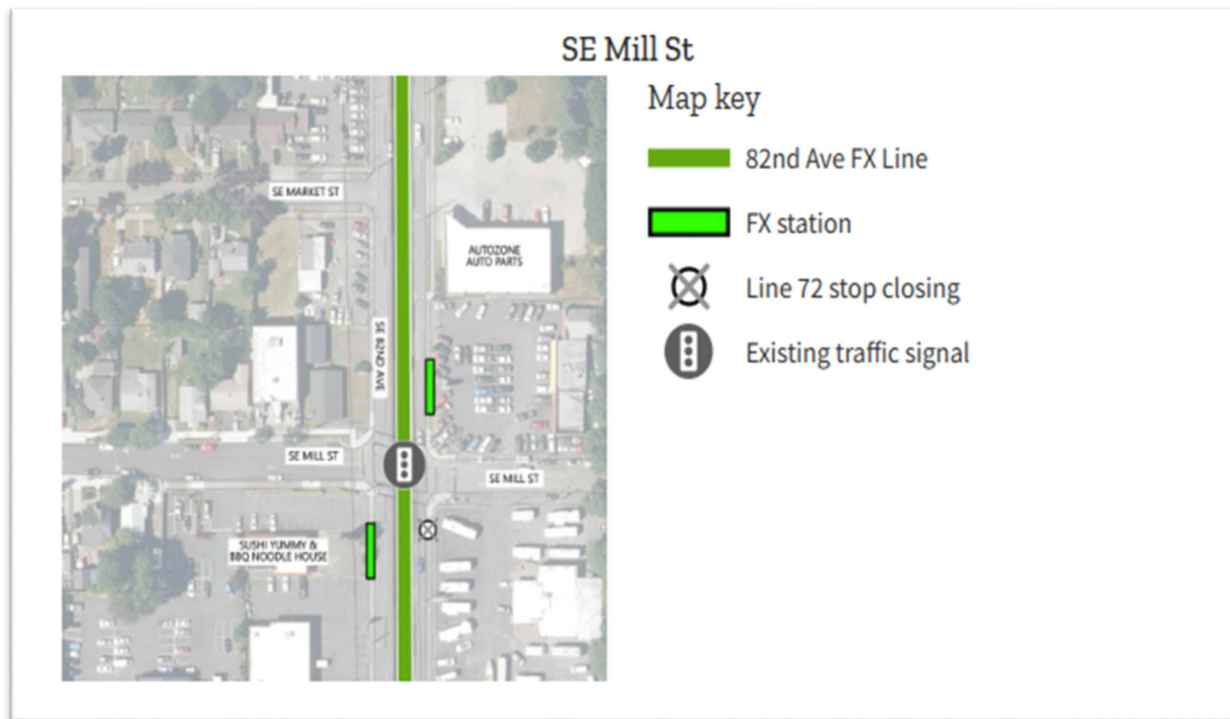 SE Mill St
Map key
82nd Ave FX Line
FX station
Line 72 stop closing
Existing traffic signal
SE MARKET ST
AUTOZONE
AUTO PARTS
SE 82ND AVE
SE MILL ST
SE MILL ST
SUSHI YUMMY &
BBQ NOODLE HOUSE